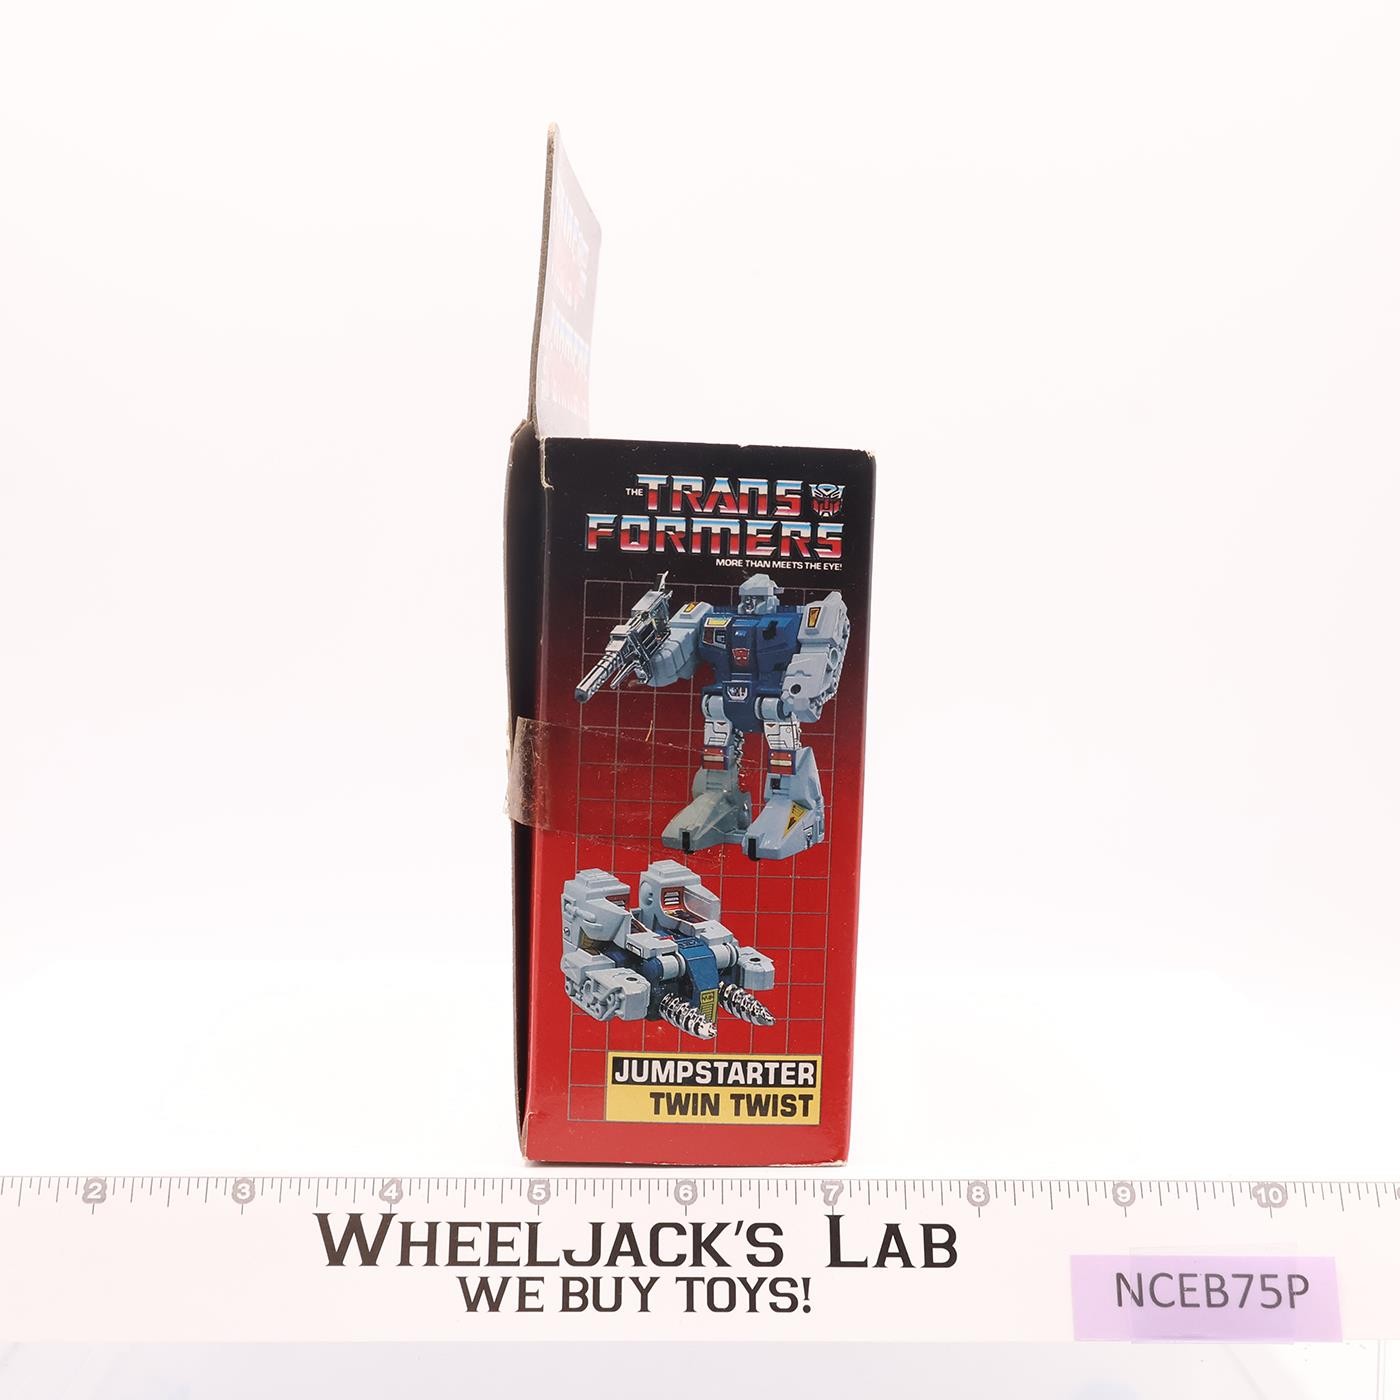 THE TRANS
FORMERS
MORE THAN MEETS THE EYE!
JUMPSTARTER
TWIN TWIST
2 3 4 5 6 7 8 9 10
WHEELJACK'S LAB
WE BUY TOYS!
NCEB75P